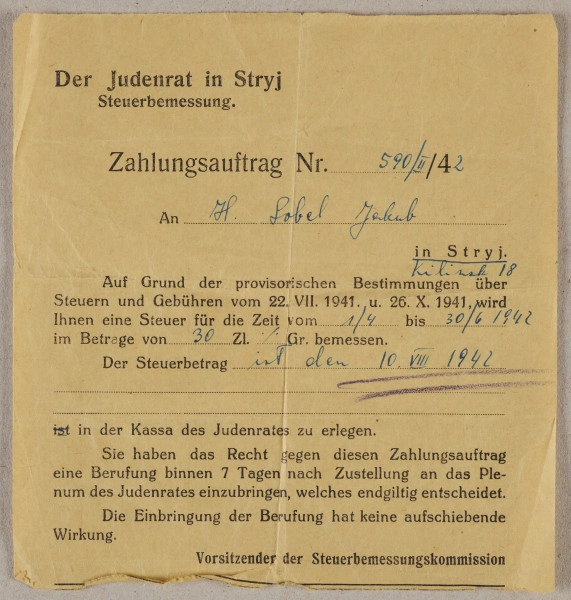 Der Judenrat in Stryj
Steuerbemessung.
Zahlungsauftrag Nr. 590/II/42
An H. Sobel Jakub
in Stryj.
Kilinsk 18
Auf Grund der provisorischen Bestimmungen über
Steuern und Gebühren vom 22. VII. 1941. u. 26. X. 1941. wird
Ihnen eine Steuer für die Zeit vom 1/4 bis 30/6 1942
im Betrage von 30 Zl. Gr. bemessen.
Der Steuerbetrag ist den 10. VIII 1942
ist in der Kassa des Judenrates zu erlegen.
Sie haben das Recht gegen diesen Zahlungsauftrag
eine Berufung binnen 7 Tagen nach Zustellung an das Ple-
num des Judenrates einzubringen, welches endgiltig entscheidet.
Die Einbringung der Berufung hat keine aufschiebende
Wirkung.
Vorsitzender der Steuerbemessungskommission